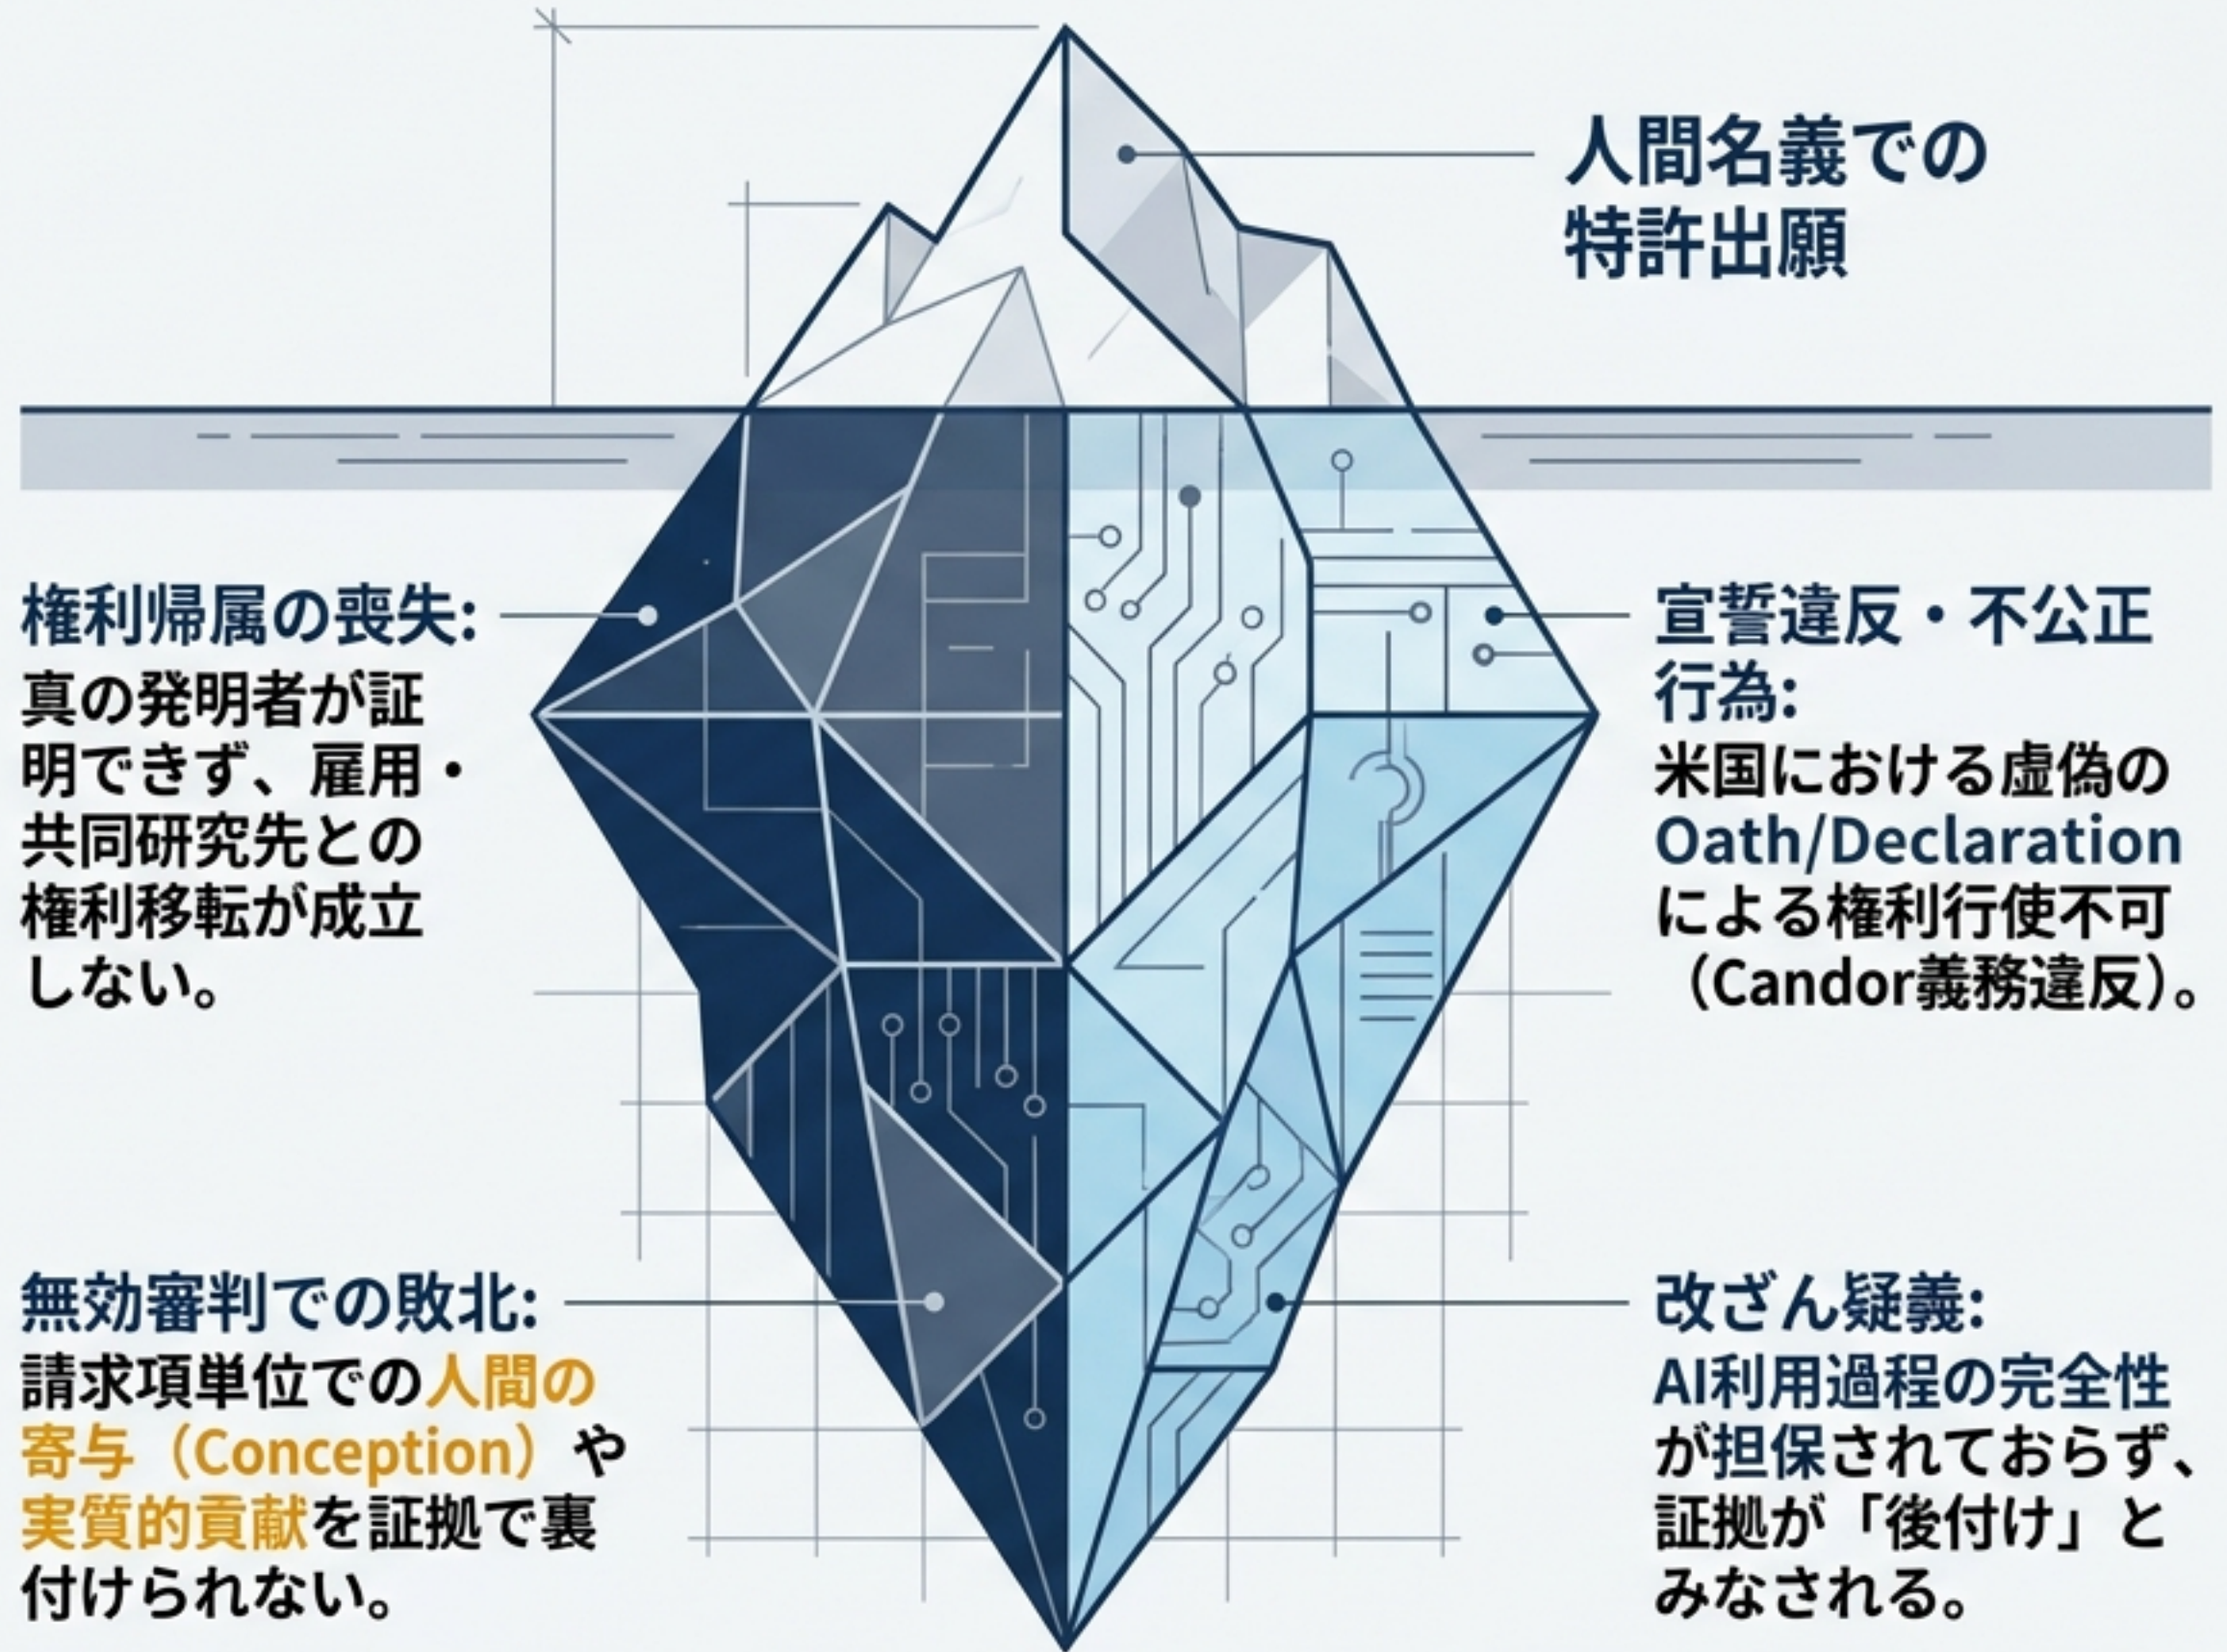 人間名義での
特許出願
権利帰属の喪失:
真の発明者が証
明できず、雇用・
共同研究先との
権利移転が成立
しない。
宣誓違反・不公正
行為:
米国における虚偽の
Oath/Declaration
による権利行使不可
（Candor義務違反）。
無効審判での敗北:
請求項単位での人間の
寄与（Conception）や
実質的貢献を証拠で裏
付けられない。
改ざん疑義:
AI利用過程の完全性
が担保されておらず、
証拠が「後付け」と
みなされる。